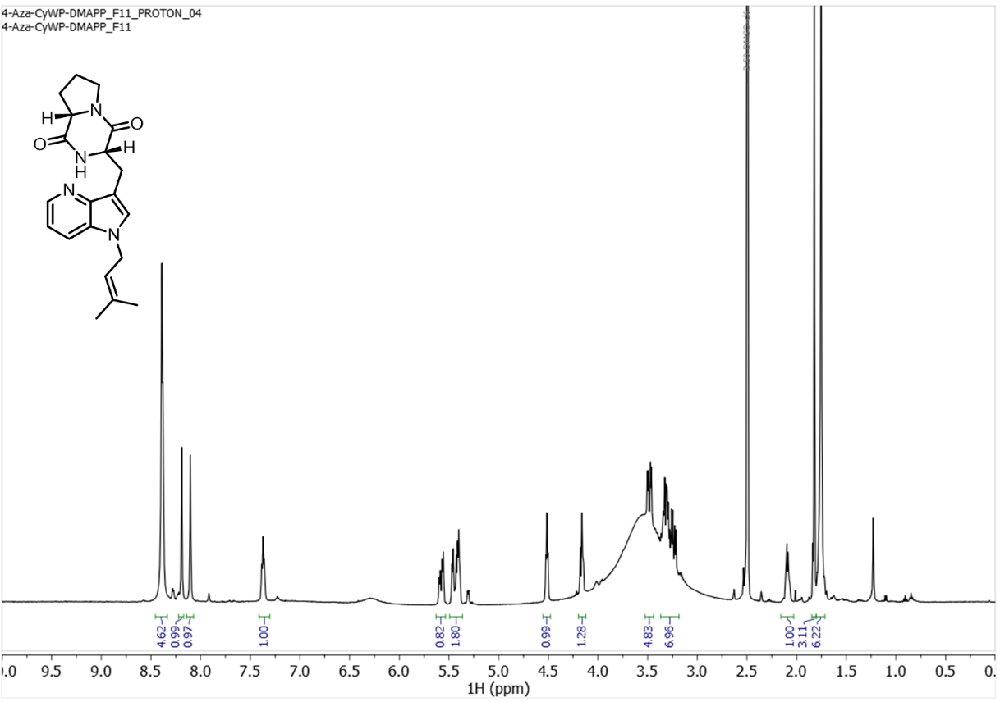 4-Aza-CyWP-DMAPP_F11_PROTON_04
4-Aza-CyWP-DMAPP_F11
H
N
O
O
N
H
H
N
N
4.62
0.99
0.97
1.00
0.82
1.80
0.99
1.28
4.83
6.96
1.00
3.11
6.22
.0 9.5 9.0 8.5 8.0 7.5 7.0 6.5 6.0 5.5 5.0 4.5 4.0 3.5 3.0 2.5 2.0 1.5 1.0 0.5 0.
1H (ppm)